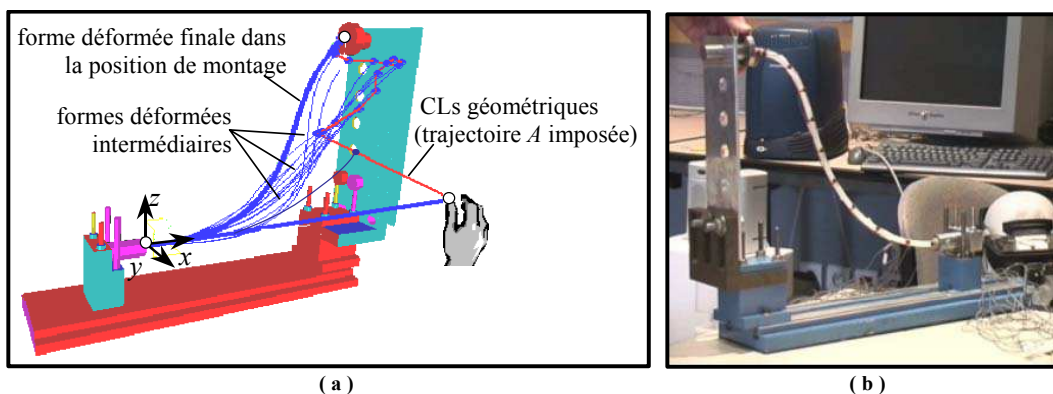 forme déformée finale dans
la position de montage
formes déformées
intermédiaires
CLs géométriques
(trajectoire A imposée)
z
y
x
( a )
( b )